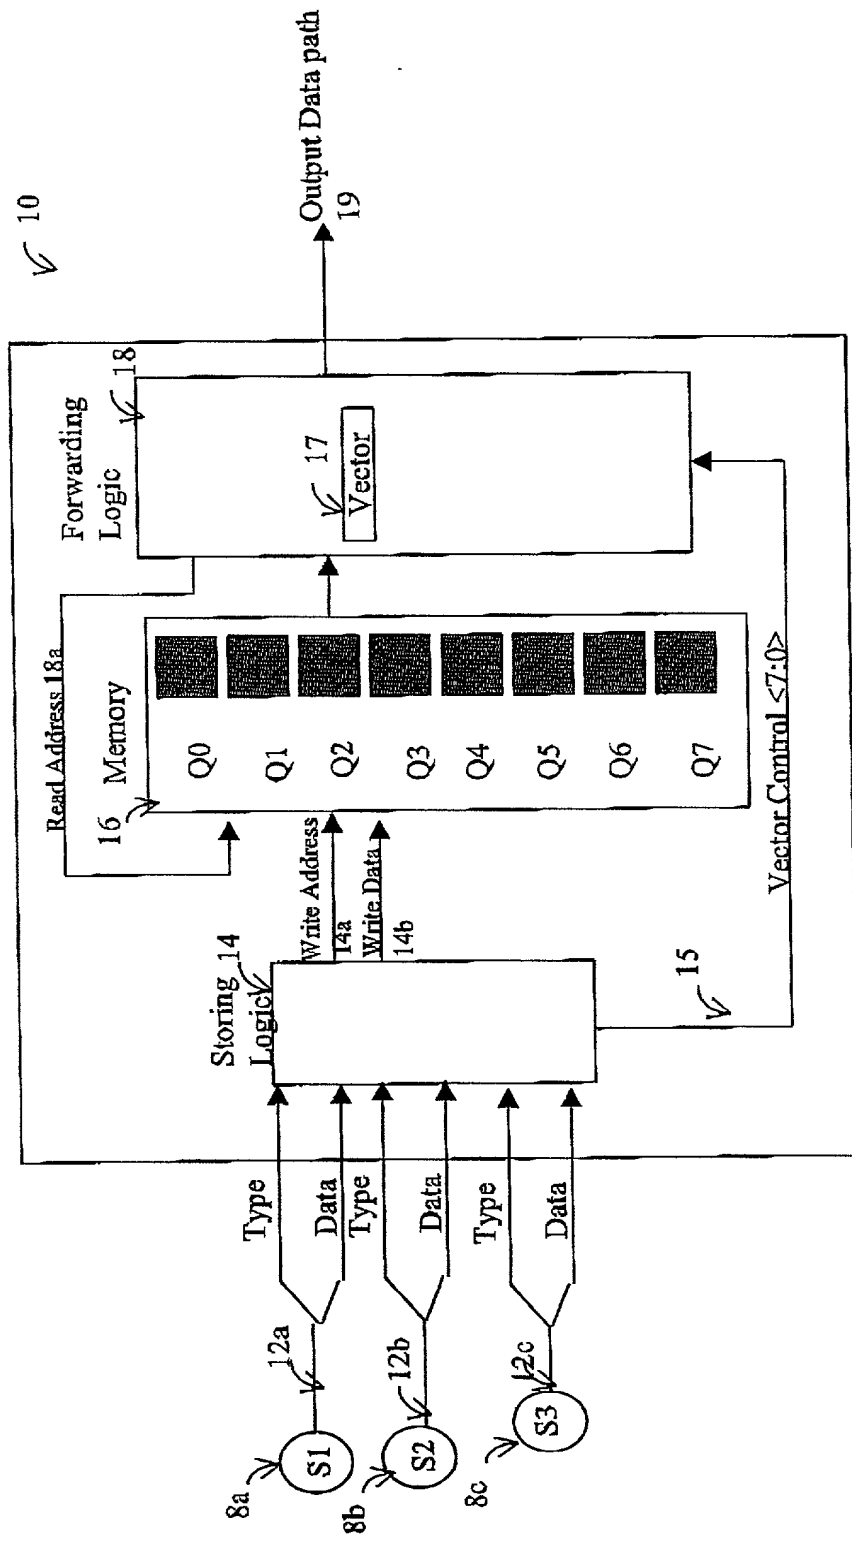 10
Output Data path
19
Forwarding
Logic
18
17
Vector
Read Address 18a
Memory
16
Q0
Q1
Q2
Q3
Q4
Q5
Q6
Q7
Write Address
14a
Write Data
14b
Vector Control <7:0>
Storing
Logic
14
15
Type
Data
Type
Data
Type
Data
12a
12b
12c
S1
S2
S3
8a
8b
8c